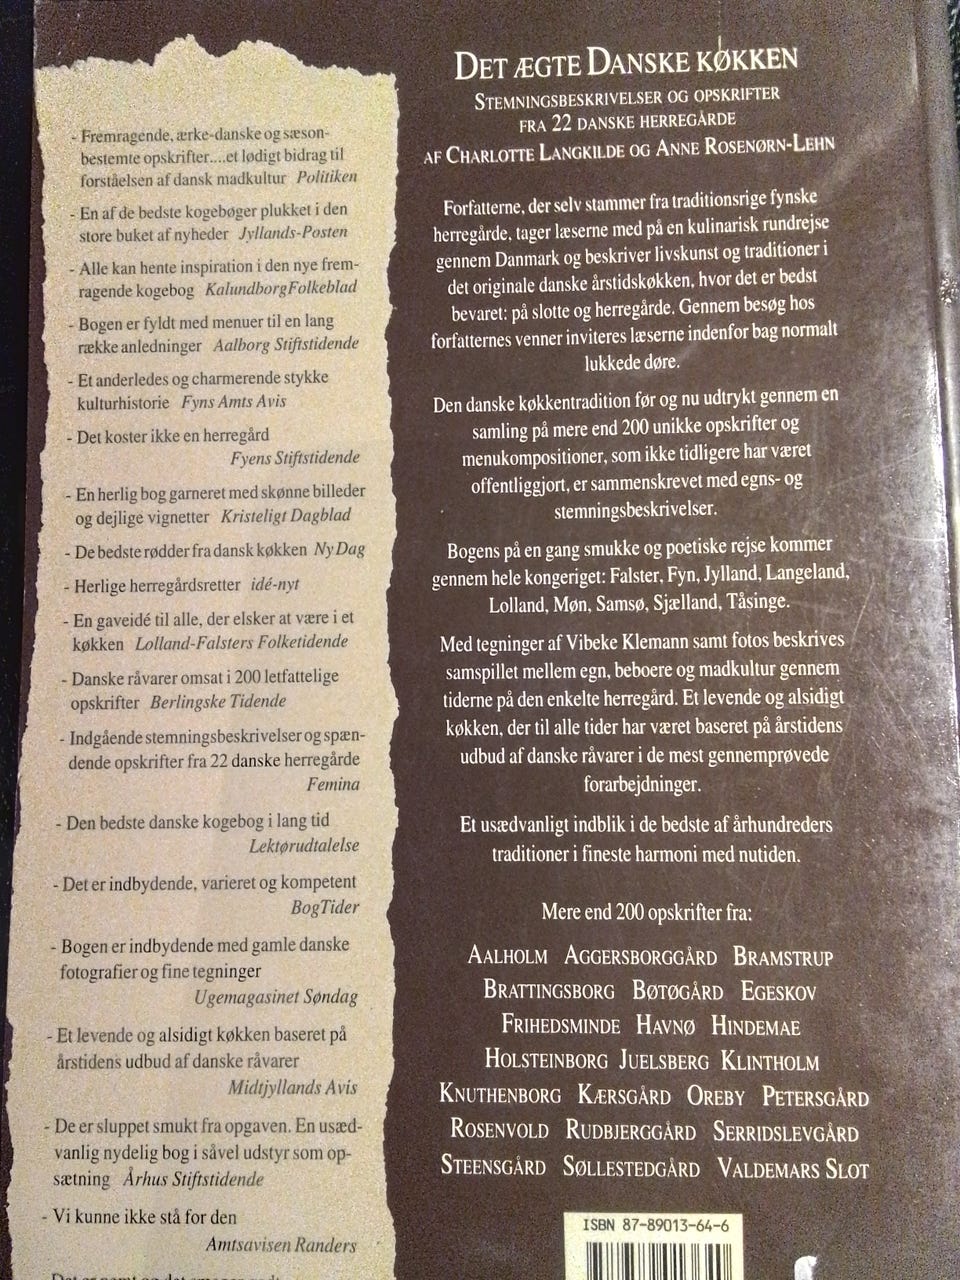 - Fremragende, ærke-danske og sæson-
bestemte opskrifter....et lødigt bidrag til
forståelsen af dansk madkultur Politiken
- En af de bedste kogebøger plukket i den
store buket af nyheder Jyllands-Posten
- Alle kan hente inspiration i den nye frem-
ragende kogebog KalundborgFolkeblad
- Bogen er fyldt med menuer til en lang
række anledninger Aalborg Stiftstidende
- Et anderledes og charmerende stykke
kulturhistorie Fyns Amts Avis
- Det koster ikke en herregård
Fyens Stiftstidende
- En herlig bog garneret med skønne billeder
og dejlige vignetter Kristeligt Dagblad
- De bedste rødder fra dansk køkken Ny Dag
- Herlige herregårdsretter idé-nyt
- En gaveidé til alle, der elsker at være i et
køkken Lolland-Falsters Folketidende
- Danske råvarer omsat i 200 letfattelige
opskrifter Berlingske Tidende
- Indgående stemningsbeskrivelser og spæn-
dende opskrifter fra 22 danske herregårde
Femina
- Den bedste danske kogebog i lang tid
Lektørudtalelse
- Det er indbydende, varieret og kompetent
BogTider
- Bogen er indbydende med gamle danske
fotografier og fine tegninger
Ugemagasinet Søndag
- Et levende og alsidigt køkken baseret på
årstidens udbud af danske råvarer
Midtjyllands Avis
- De er sluppet smukt fra opgaven. En usæd-
vanlig nydelig bog i såvel udstyr som op-
sætning Århus Stiftstidende
- Vi kunne ikke stå for den
Amtsavisen Randers
DET ÆGTE DANSKE KØKKEN
STEMNINGSBESKRIVELSER OG OPSKRIFTER
FRA 22 DANSKE HERREGÅRDE
AF CHARLOTTE LANGKILDE OG ANNE ROSENØRN-LEHN
Forfatterne, der selv stammer fra traditionsrige fynske
herregårde, tager læserne med på en kulinarisk rundrejse
gennem Danmark og beskriver livskunst og traditioner i
det originale danske årstidskøkken, hvor det er bedst
bevaret: på slotte og herregårde. Gennem besøg hos
forfatternes venner inviteres læserne indenfor bag normalt
lukkede døre.
Den danske køkkentradition før og nu udtrykt gennem en
samling på mere end 200 unikke opskrifter og
menukompositioner, som ikke tidligere har været
offentliggjort, er sammenskrevet med egns- og
stemningsbeskrivelser.
Bogens på en gang smukke og poetiske rejse kommer
gennem hele kongeriget: Falster, Fyn, Jylland, Langeland,
Lolland, Møn, Samsø, Sjælland, Tåsinge.
Med tegninger af Vibeke Klemann samt fotos beskrives
samspillet mellem egn, beboere og madkultur gennem
tiderne på den enkelte herregård. Et levende og alsidigt
køkken, der til alle tider har været baseret på årstidens
udbud af danske råvarer i de mest gennemprøvede
forarbejdninger.
Et usædvanligt indblik i de bedste af århundreders
traditioner i fineste harmoni med nutiden.
Mere end 200 opskrifter fra:
AALHOLM AGGERSBORGGÅRD BRAMSTRUP
BRATTINGSBORG BØTØGÅRD EGESKOV
FRIHEDSMINDE HAVNØ HINDEMAE
HOLSTEINBORG JUELSBERG KLINTHOLM
KNUTHENBORG KÆRSGÅRD OREBY PETERSGÅRD
ROSENVOLD RUDBJERGGÅRD SERRIDSLEVGÅRD
STEENSGÅRD SØLLESTEDGÅRD VALDEMARS SLOT
ISBN 87-89013-64-6